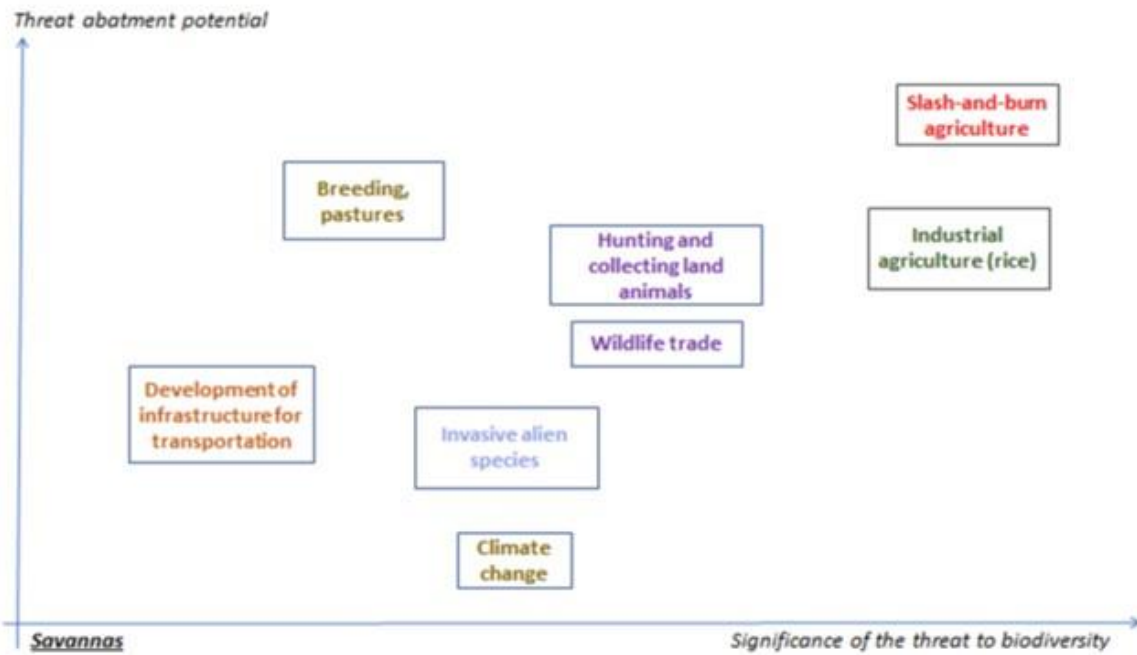 Threat abatment potential
Slash-and-burn
agriculture
Breeding,
pastures
Industrial
agriculture (rice)
Hunting and
collecting land
animals
Wildlife trade
Development of
infrastructure for
transportation
Invasive alien
species
Climate
change
Savannas
Significance of the threat to biodiversity